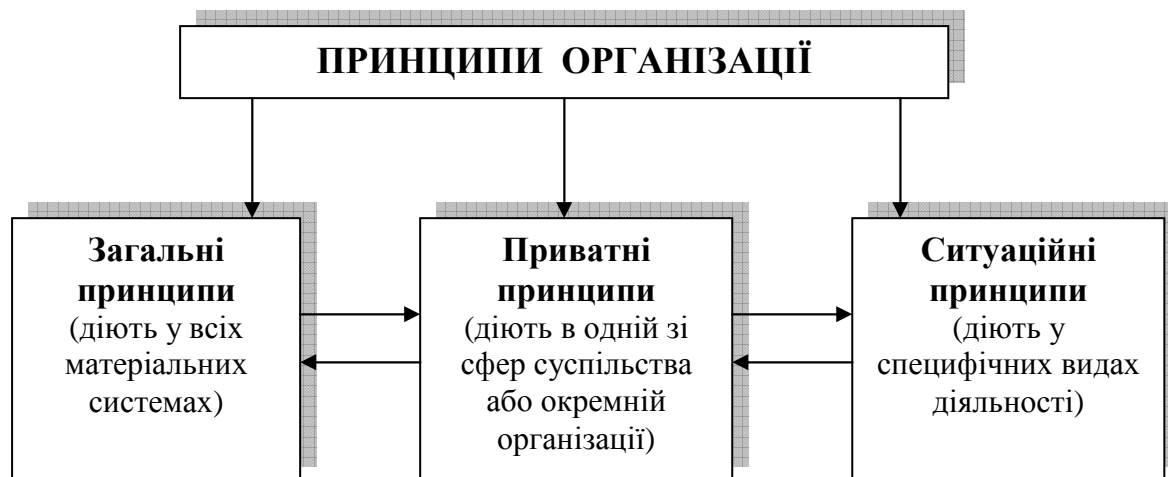 ПРИНЦИПИ ОРГАНІЗАЦІЇ
Загальні
принципи
(діють у всіх
матеріальних
системах)
Приватні
принципи
(діють в одній зі
сфер суспільства
або окремній
організації)
Ситуаційні
принципи
(діють у
специфічних видах
діяльності)